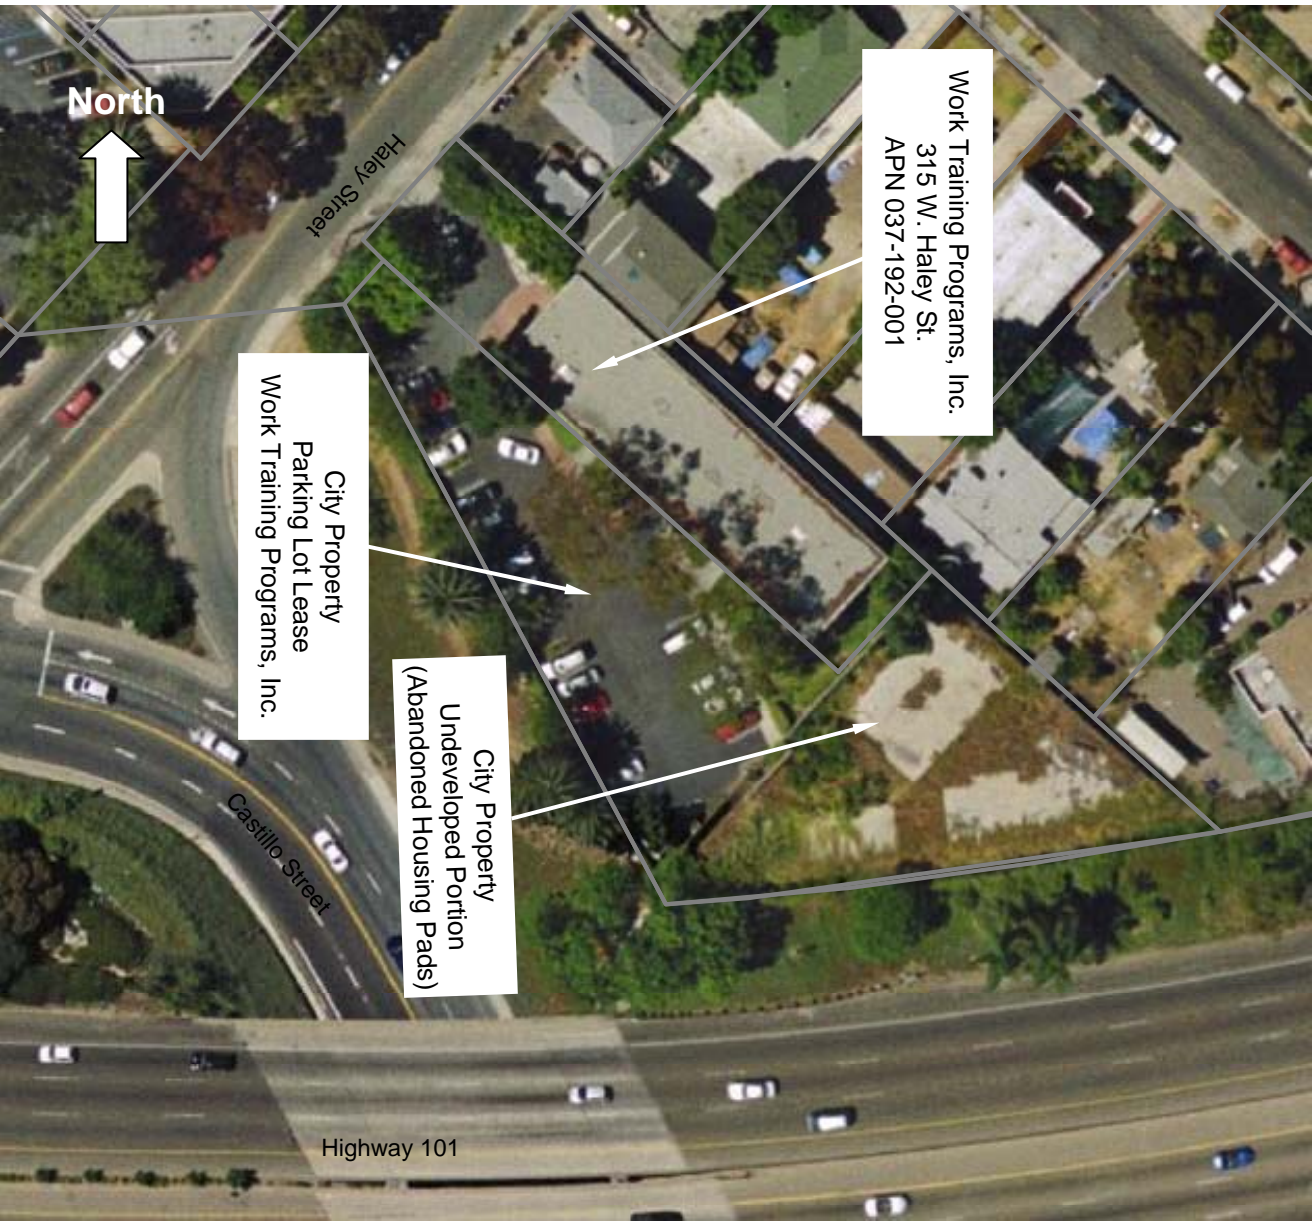 North
Haley Street
Work Training Programs, Inc.
315 W. Haley St.
APN 037-192-001
City Property
Parking Lot Lease
Work Training Programs, Inc.
City Property
Undeveloped Portion
(Abandoned Housing Pads)
Castillo Street
Highway 101